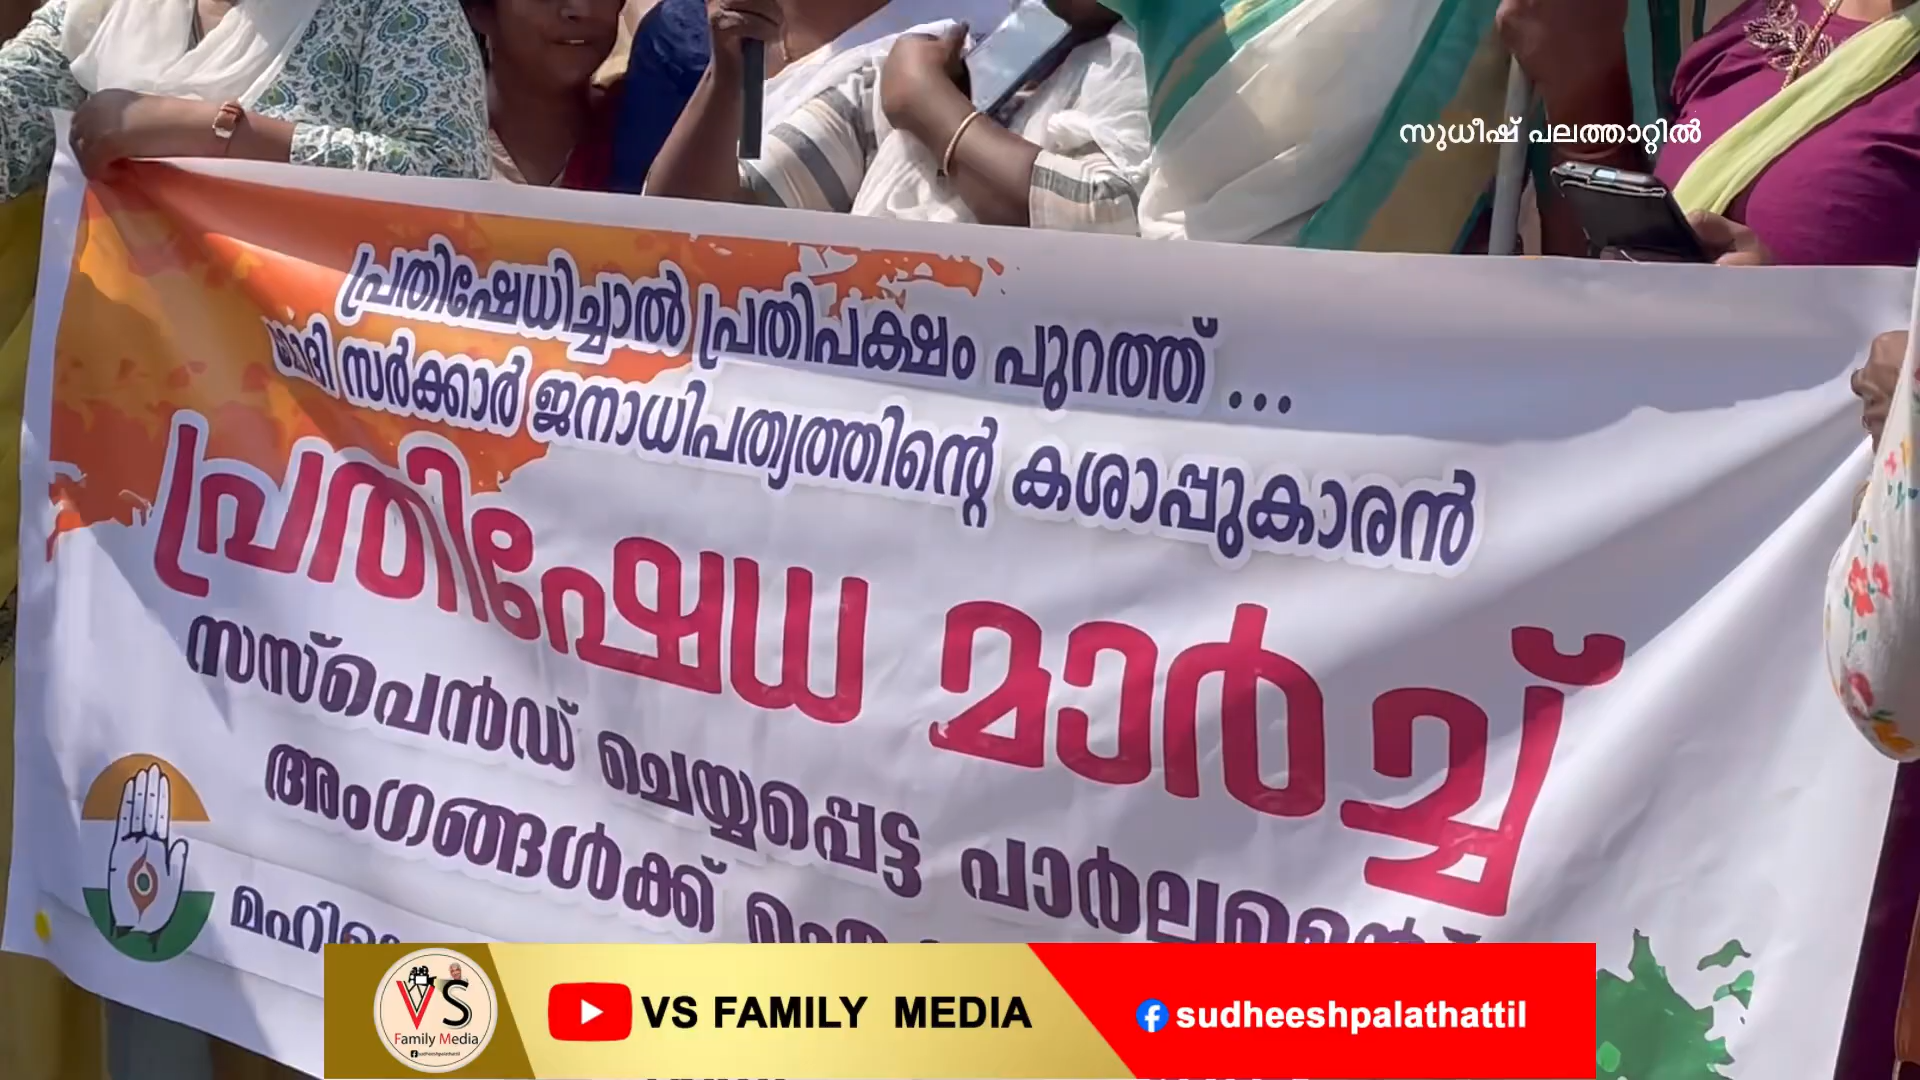 സുധീഷ് പലത്താറ്റിൽ
പ്രതിഷേധിച്ചാൽ പ്രതിപക്ഷം പുറത്ത് ...
മോദി സർക്കാർ ജനാധിപത്യത്തിന്റെ കശാപ്പുകാരൻ
പ്രതിഷേധ മാർച്ച്
സസ്പെൻഡ് ചെയ്യപ്പെട്ട പാർലമെന്റ്
അംഗങ്ങൾക്ക്
VS
Family Media
VS FAMILY MEDIA
sudheeshpalathattil